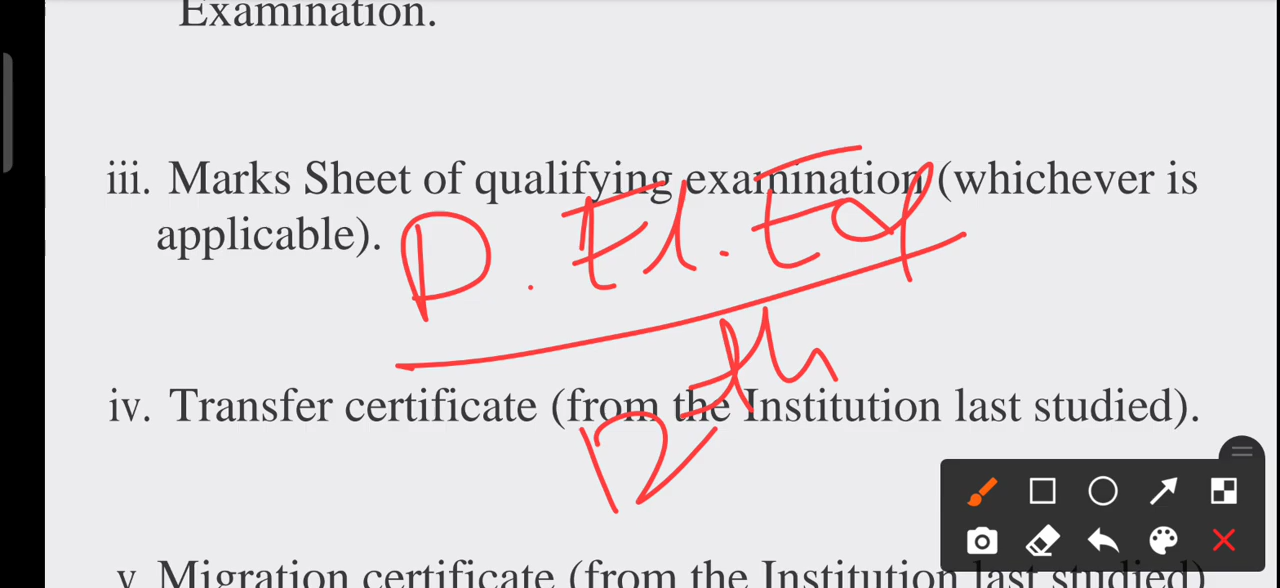 Examination.
iii. Marks Sheet of qualifying examination (whichever is
applicable).
D. El. Ed
12th
iv. Transfer certificate (from the Institution last studied).
v. Migration certificate (from the Institution last studied)